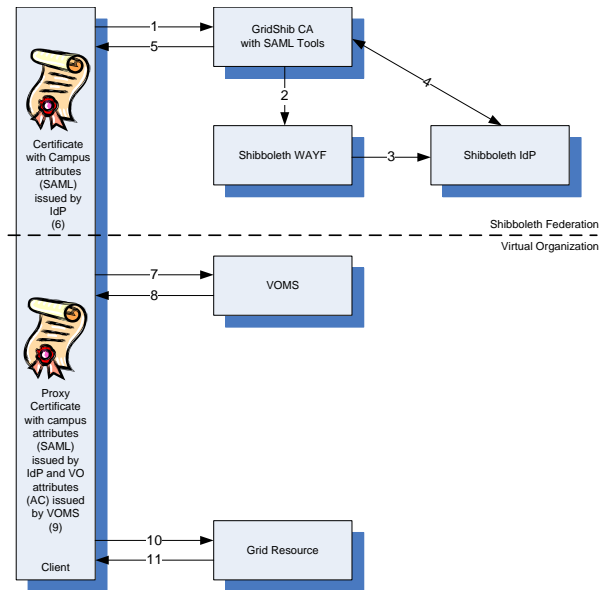 1
5
GridShib CA
with SAML Tools
2
4
Shibboleth WAYF
3
Shibboleth IdP
Certificate
with Campus
attributes
(SAML)
issued by
IdP
(6)
Shibboleth Federation
Virtual Organization
7
8
VOMS
Proxy
Certificate
with campus
attributes
(SAML)
issued by
IdP and VO
attributes
(AC) issued
by VOMS
(9)
10
11
Grid Resource
Client